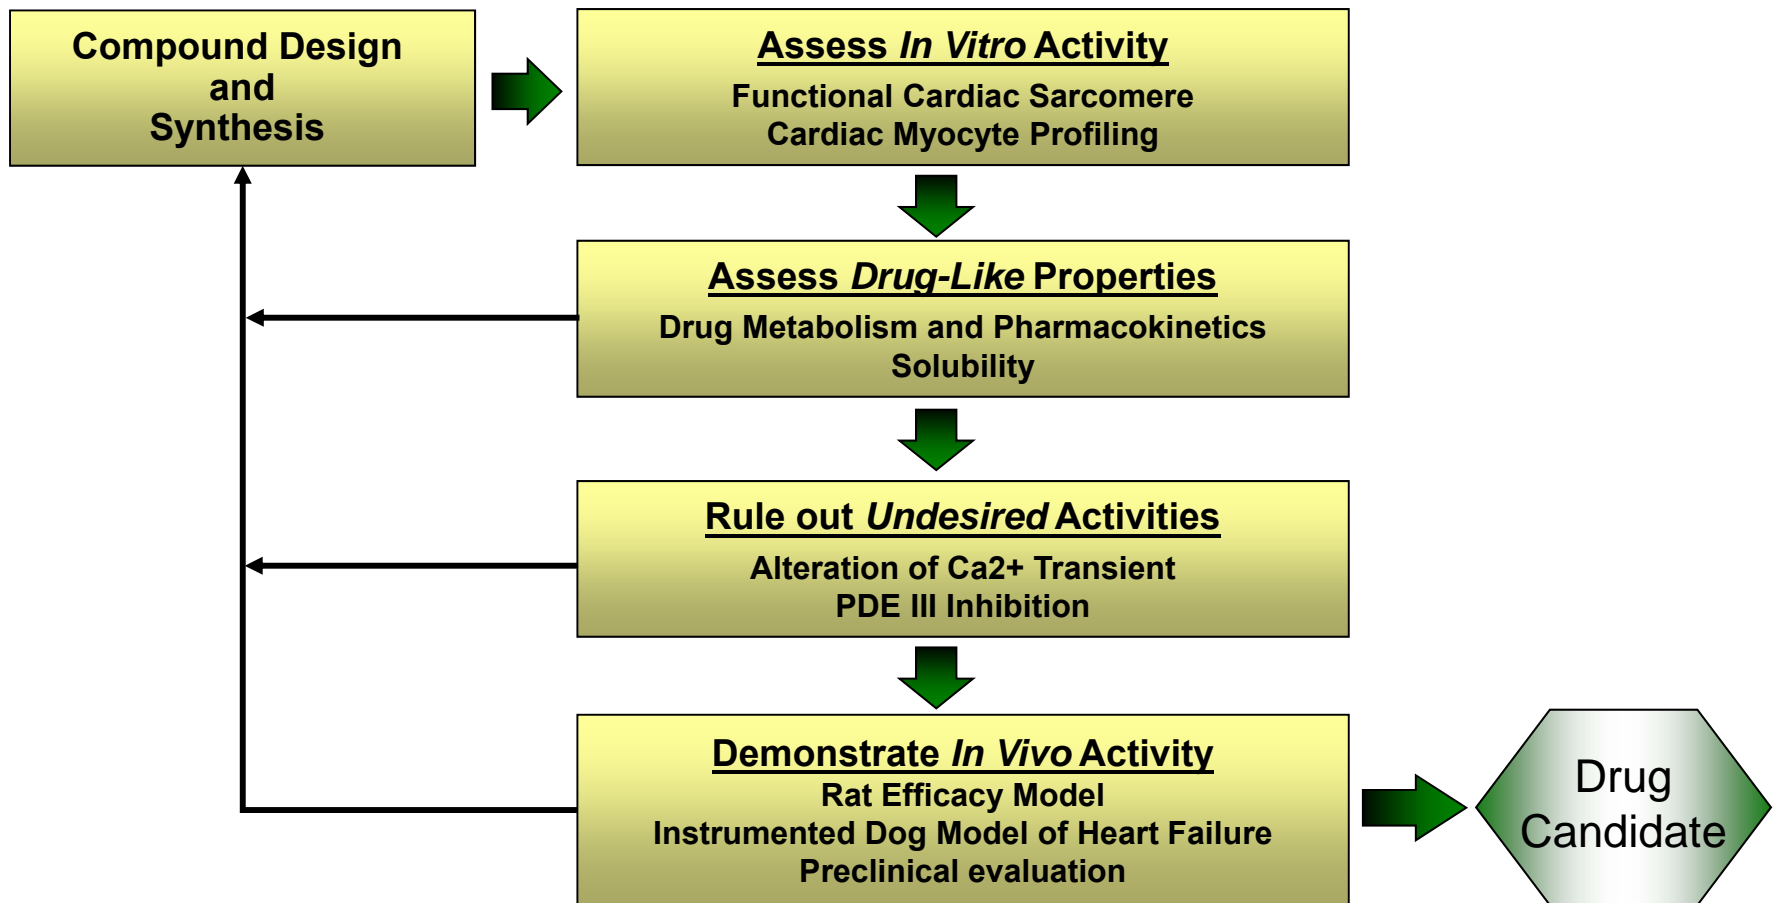 Compound Design
and
Synthesis
Assess In Vitro Activity
Functional Cardiac Sarcomere
Cardiac Myocyte Profiling
Assess Drug-Like Properties
Drug Metabolism and Pharmacokinetics
Solubility
Rule out Undesired Activities
Alteration of Ca2+ Transient
PDE III Inhibition
Demonstrate In Vivo Activity
Rat Efficacy Model
Instrumented Dog Model of Heart Failure
Preclinical evaluation
Drug
Candidate